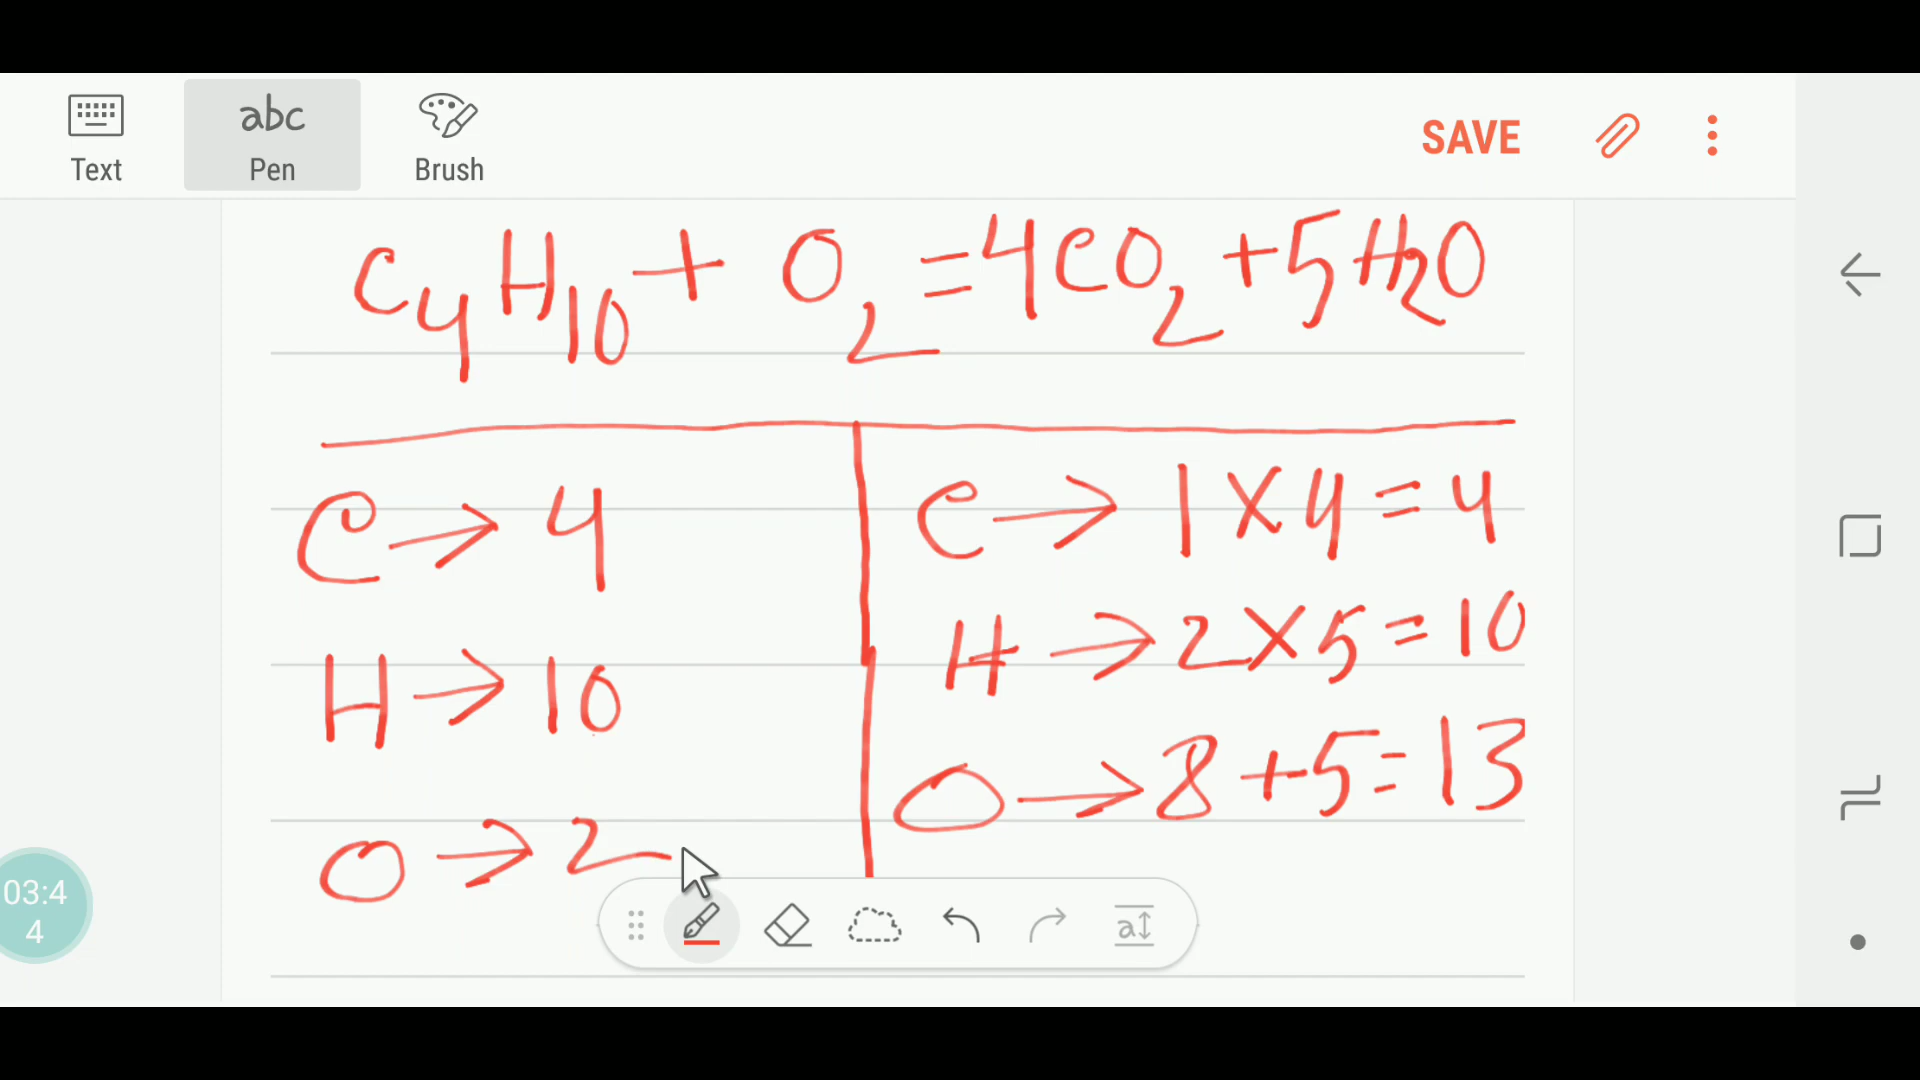 Text
abc
Pen
Brush
SAVE
C4H10 + O2 = 4CO2 + 5H2O
C → 4
C → 1 X 4 = 4
H → 10
H → 2 X 5 = 10
O → 2
O → 8 + 5 = 13
03:4
4
a